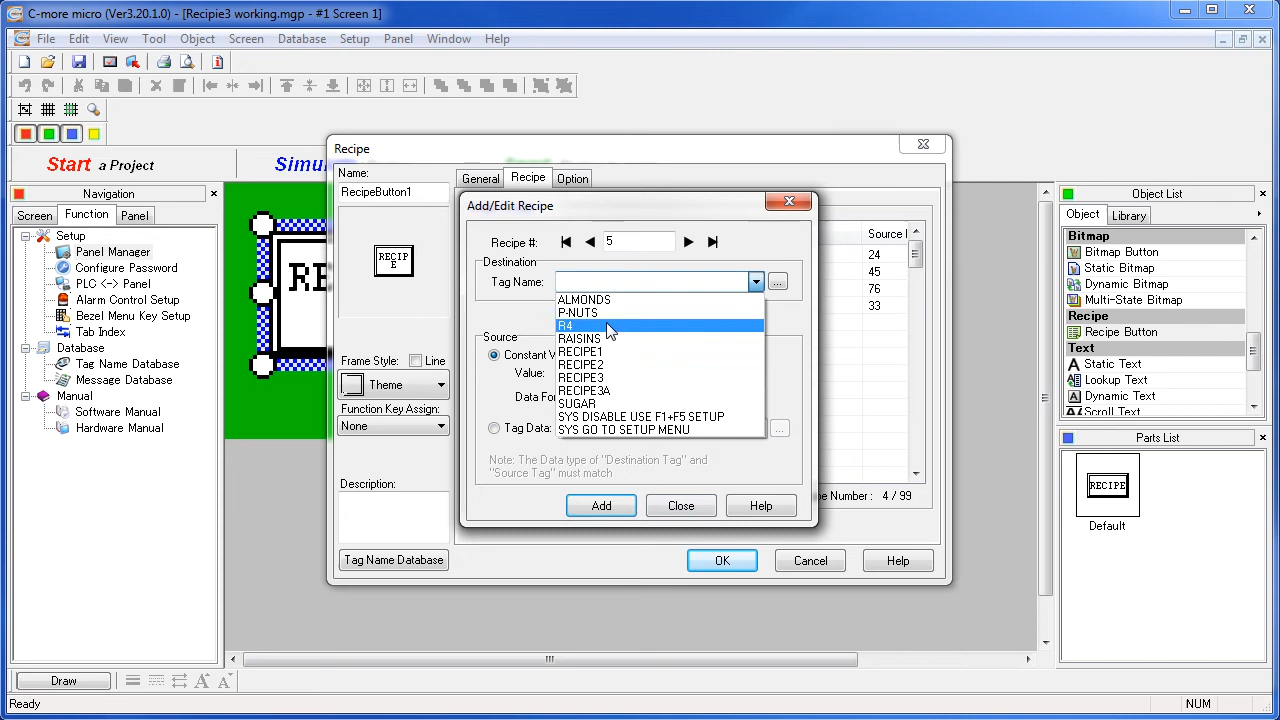 C-more micro (Ver3.20.1.0) - [Recipie3 working.mgp - #1 Screen 1]
File Edit View Tool Object Screen Database Setup Panel Window Help
Start a Project
Navigation
Screen Function Panel
Setup
Panel Manager
Configure Password
PLC <-> Panel
Alarm Control Setup
Bezel Menu Key Setup
Tab Index
Database
Tag Name Database
Message Database
Manual
Software Manual
Hardware Manual
Recipe
Name:
RecipeButton1
RECIP
E
Frame Style: Line
Theme
Function Key Assign:
None
Description:
Tag Name Database
General Recipe Option
Source
24
45
76
33
4 / 99
OK Cancel Help
Add/Edit Recipe
Recipe #: 5
Destination
Tag Name: ...
ALMONDS
P-NUTS
R4
RAISINS
RECIPE1
RECIPE2
RECIPE3
RECIPE3A
SUGAR
SYS DISABLE USE F1+F5 SETUP
SYS GO TO SETUP MENU
Source
Constant V
Value:
Data For
Tag Data: ...
Note: The Data type of "Destination Tag" and
"Source Tag" must match
Add Close Help
Object List
Object Library
Bitmap
Bitmap Button
Static Bitmap
Dynamic Bitmap
Multi-State Bitmap
Recipe
Recipe Button
Text
Static Text
Lookup Text
Dynamic Text
Scroll Text
Parts List
RECIPE
Default
Draw
Ready
NUM